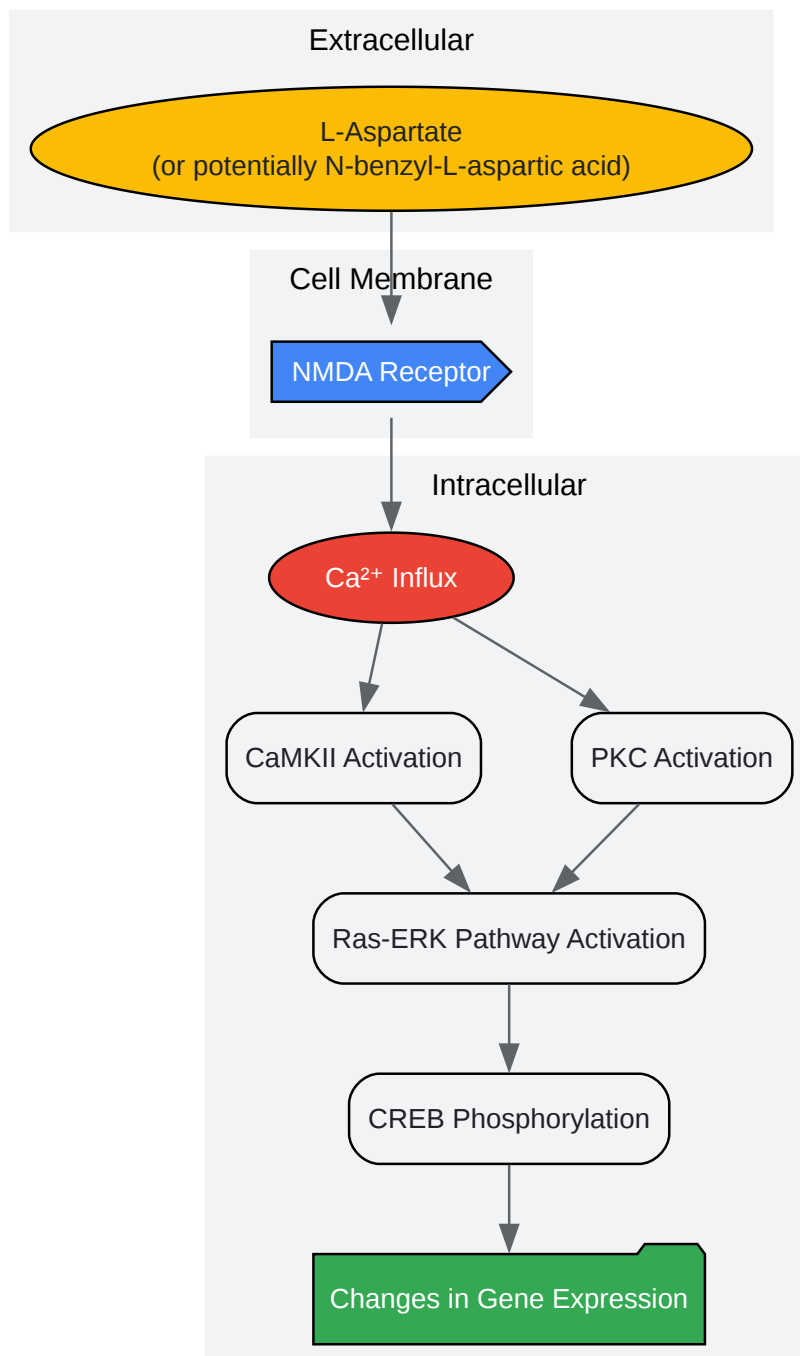 Extracellular
L-Aspartate
(or potentially N-benzyl-L-aspartic acid)
Cell Membrane
NMDA Receptor
Intracellular
Ca²⁺ Influx
CaMKII Activation
PKC Activation
Ras-ERK Pathway Activation
CREB Phosphorylation
Changes in Gene Expression